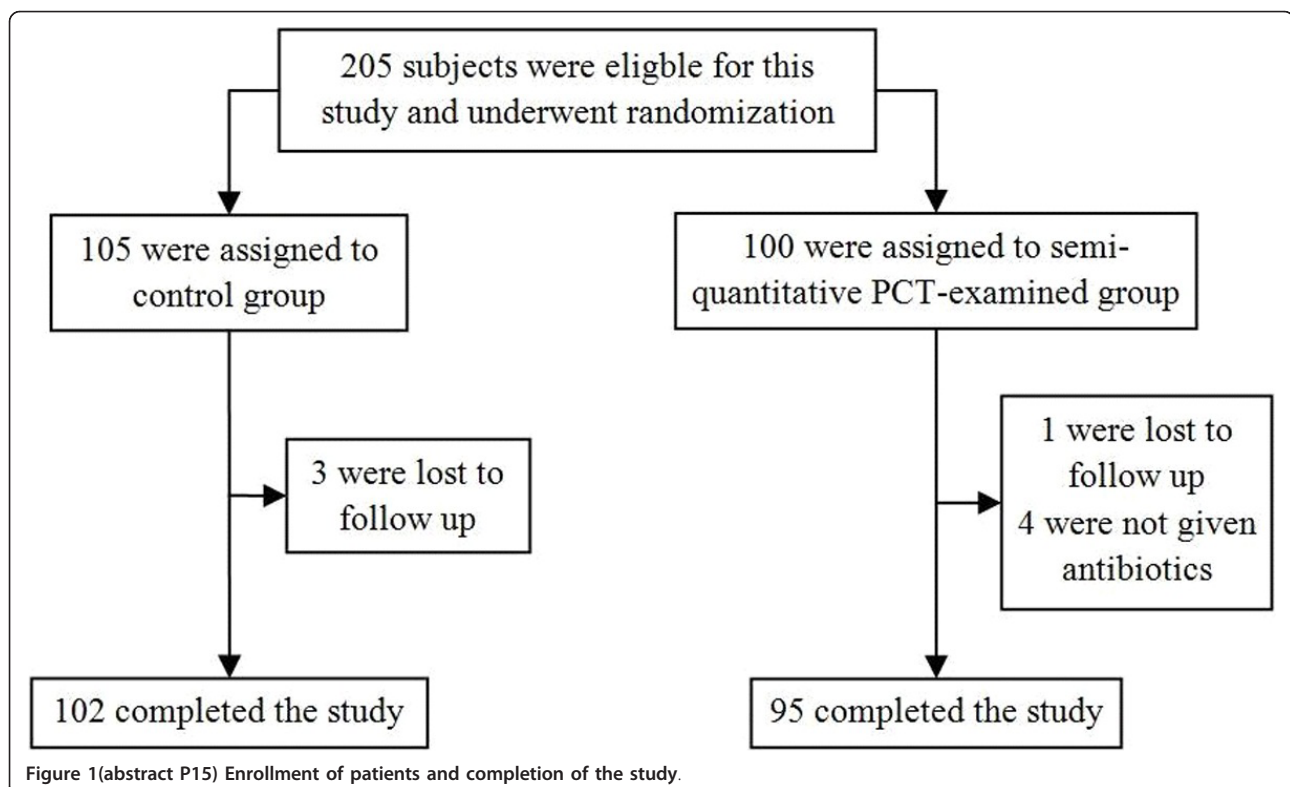 205 subjects were eligble for this
study and underwent randomization
105 were assigned to
control group
100 were assigned to semi-
quantitative PCT-examined group
3 were lost to
follow up
1 were lost to
follow up
4 were not given
antibiotics
102 completed the study
95 completed the study
Figure 1(abstract P15) Enrollment of patients and completion of the study.